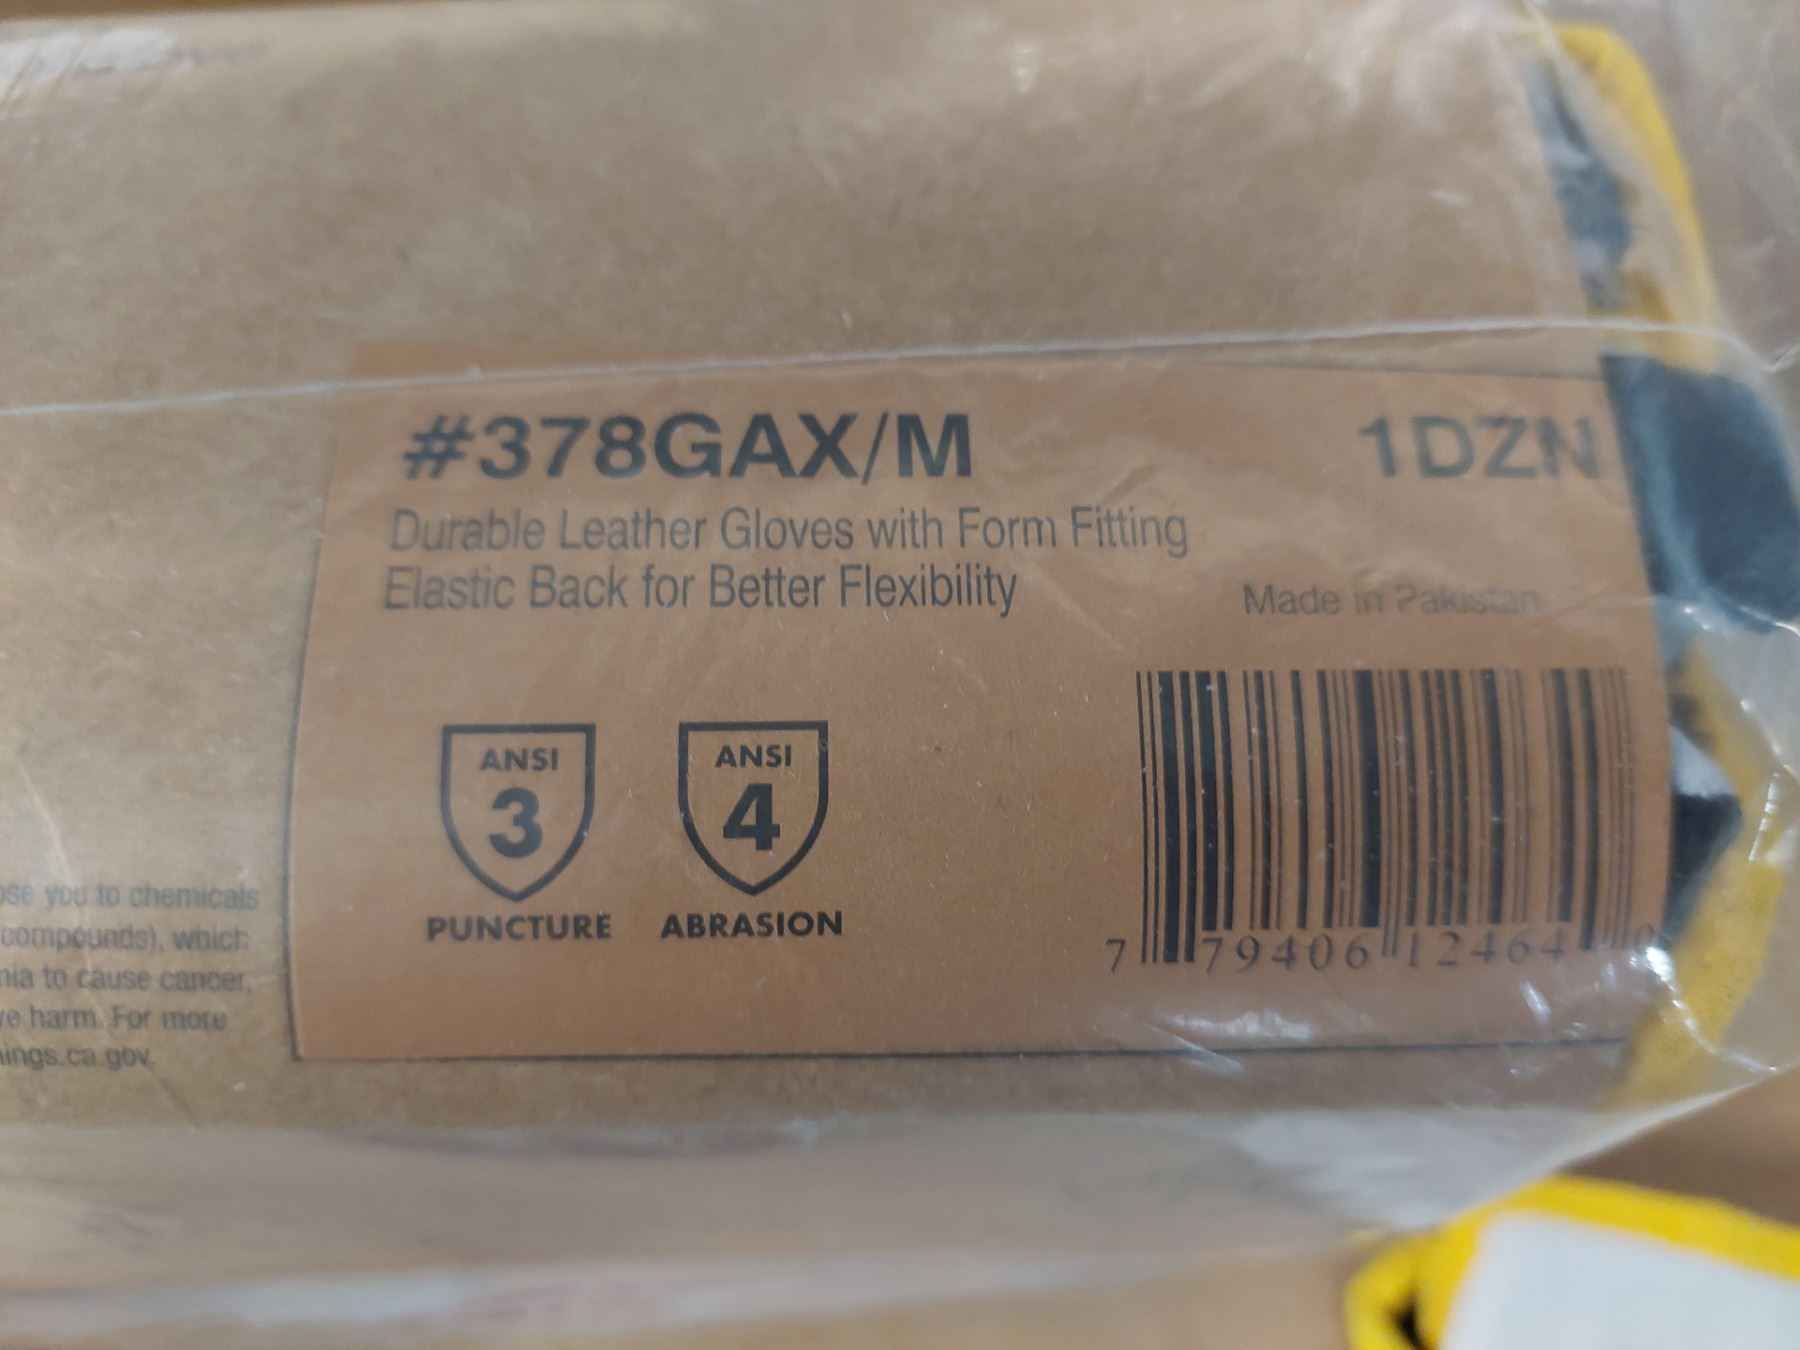 #378GAX/M 1DZN
Durable Leather Gloves with Form Fitting
Elastic Back for Better Flexibility
Made in Pakistan
ANSI
3
PUNCTURE
ANSI
4
ABRASION
7 79406 12464 9
ose you to chemicals
compounds), which
nia to cause cancer,
ve harm. For more
nings.ca.gov